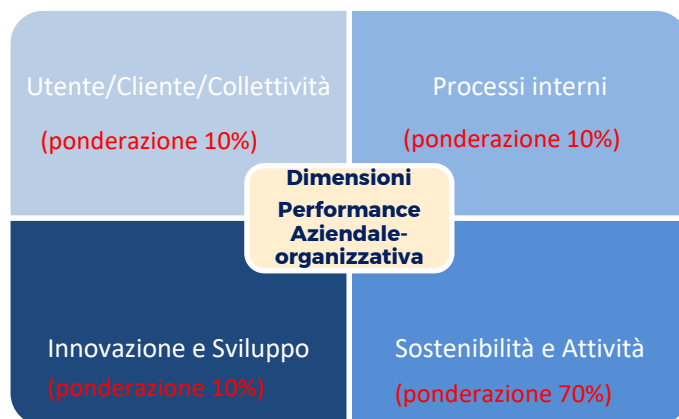 Utente/Cliente/Collettività
(ponderazione 10%)
Processi interni
(ponderazione 10%)
Dimensioni
Performance
Aziendale-
organizzativa
Innovazione e Sviluppo
(ponderazione 10%)
Sostenibilità e Attività
(ponderazione 70%)